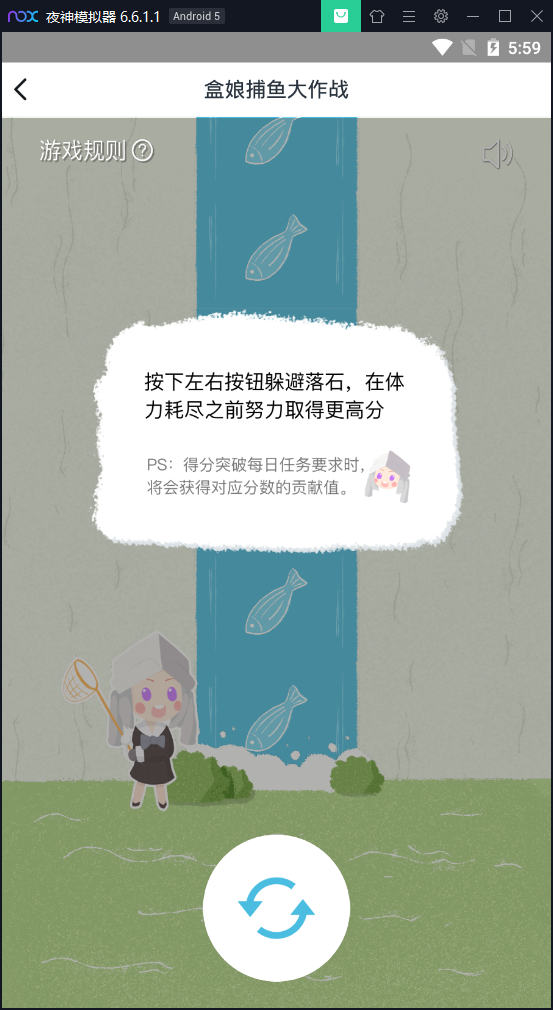 nox 夜神模拟器 6.6.1.1 Android 5
5:59
盒娘捕鱼大作战
游戏规则 ?
按下左右按钮躲避落石，在体
力耗尽之前努力取得更高分
PS：得分突破每日任务要求时，
将会获得对应分数的贡献值。